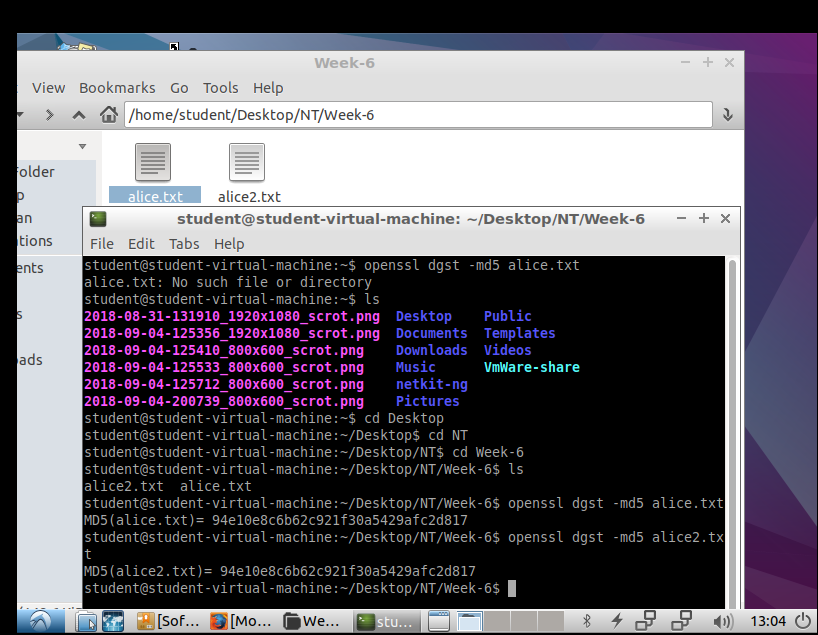 Week-6
View Bookmarks Go Tools Help
/home/student/Desktop/NT/Week-6
alice.txt alice2.txt
student@student-virtual-machine: ~/Desktop/NT/Week-6
File Edit Tabs Help
student@student-virtual-machine:~$ openssl dgst -md5 alice.txt
alice.txt: No such file or directory
student@student-virtual-machine:~$ ls
2018-08-31-131910_1920x1080_scrot.png Desktop Public
2018-09-04-125356_1920x1080_scrot.png Documents Templates
2018-09-04-125410_800x600_scrot.png Downloads Videos
2018-09-04-125533_800x600_scrot.png Music VmWare-share
2018-09-04-125712_800x600_scrot.png netkit-ng
2018-09-04-200739_800x600_scrot.png Pictures
student@student-virtual-machine:~$ cd Desktop
student@student-virtual-machine:~/Desktop$ cd NT
student@student-virtual-machine:~/Desktop/NT$ cd Week-6
student@student-virtual-machine:~/Desktop/NT/Week-6$ ls
alice2.txt alice.txt
student@student-virtual-machine:~/Desktop/NT/Week-6$ openssl dgst -md5 alice.txt
MD5(alice.txt)= 94e10e8c6b62c921f30a5429afc2d817
student@student-virtual-machine:~/Desktop/NT/Week-6$ openssl dgst -md5 alice2.tx
t
MD5(alice2.txt)= 94e10e8c6b62c921f30a5429afc2d817
student@student-virtual-machine:~/Desktop/NT/Week-6$
older
p
an
tions
ents
s
oads
[Sof... [Mo... We... stu... 13:04